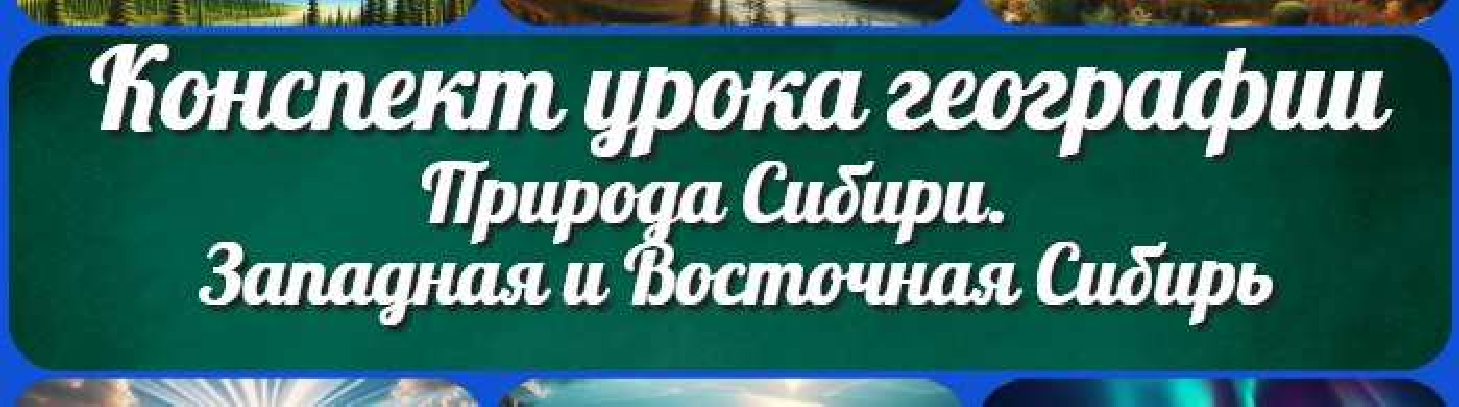 Конспект урока географии
Природа Сибири.
Западная и Восточная Сибирь